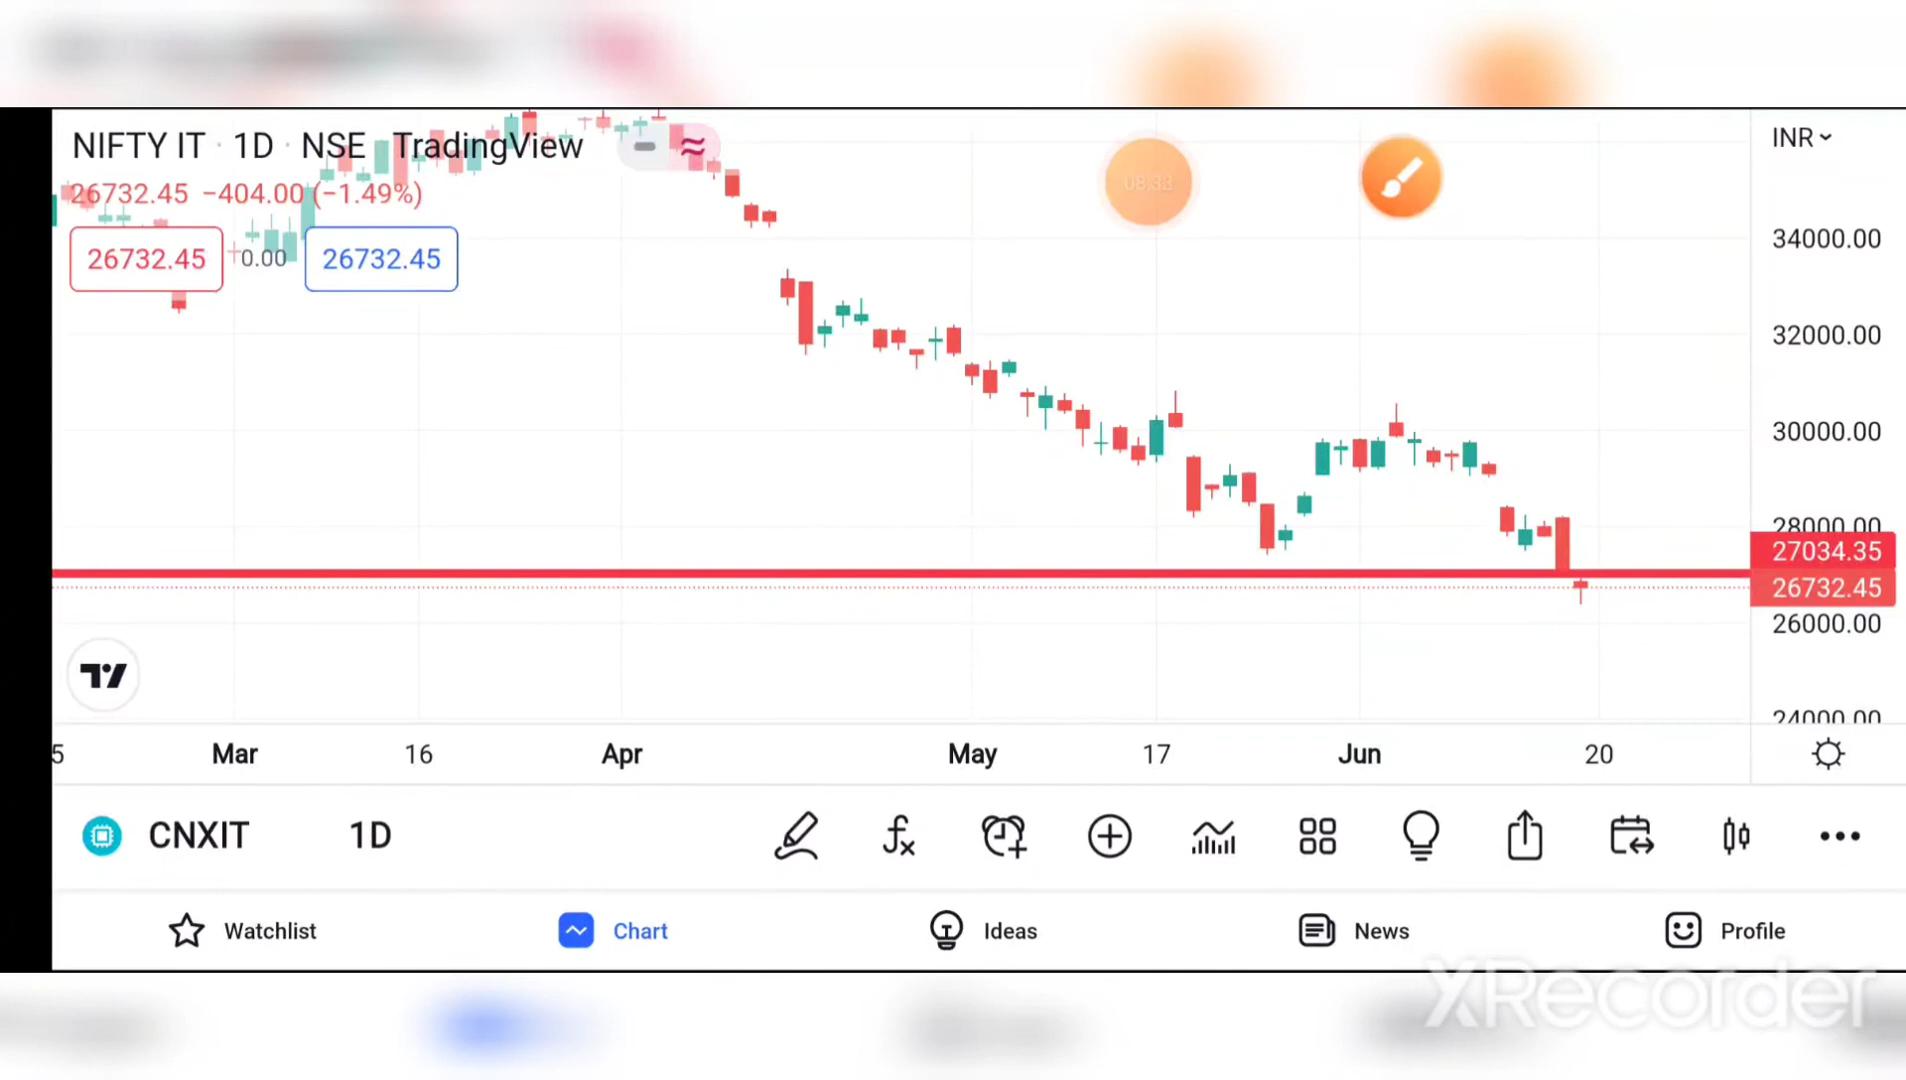 NIFTY IT · 1D · NSE TradingView
26732.45 −404.00 (−1.49%)
26732.45 0.00 26732.45
08:33
INR
34000.00
32000.00
30000.00
28000.00
27034.35
26732.45
26000.00
24000.00
5 Mar 16 Apr May 17 Jun 20
CNXIT 1D
Watchlist Chart Ideas News Profile
XRecorder